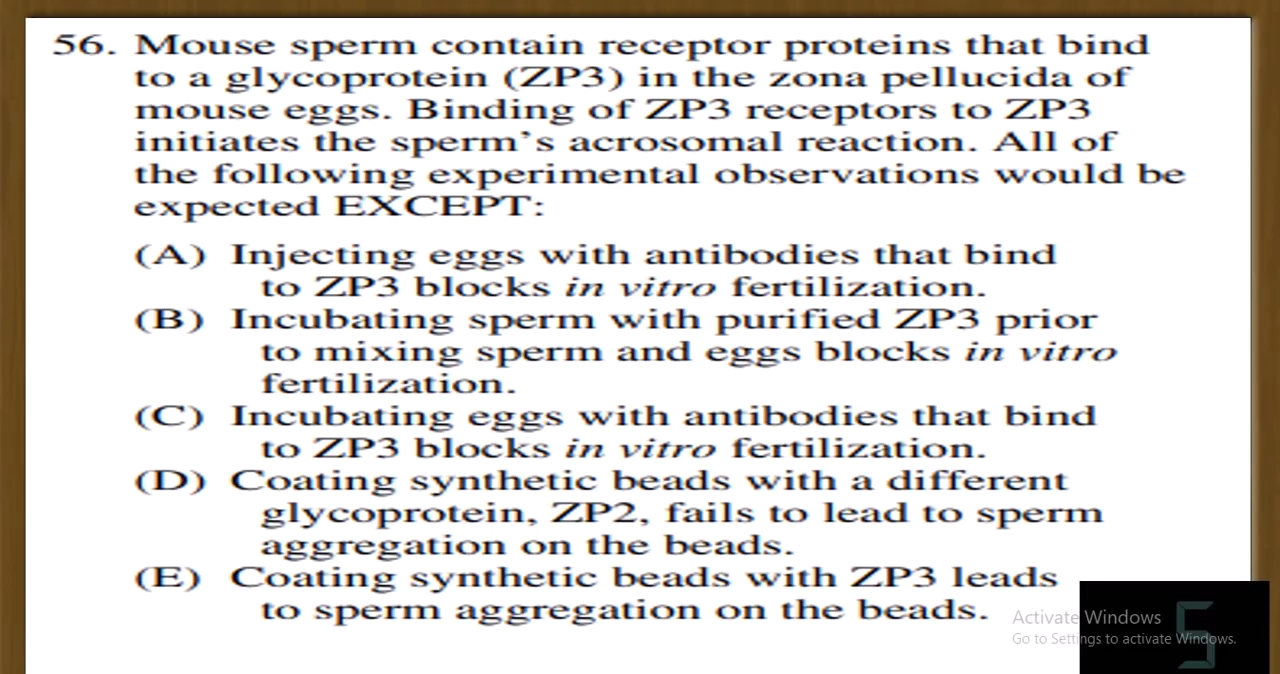 56. Mouse sperm contain receptor proteins that bind
to a glycoprotein (ZP3) in the zona pellucida of
mouse eggs. Binding of ZP3 receptors to ZP3
initiates the sperm's acrosomal reaction. All of
the following experimental observations would be
expected EXCEPT:
(A) Injecting eggs with antibodies that bind
to ZP3 blocks in vitro fertilization.
(B) Incubating sperm with purified ZP3 prior
to mixing sperm and eggs blocks in vitro
fertilization.
(C) Incubating eggs with antibodies that bind
to ZP3 blocks in vitro fertilization.
(D) Coating synthetic beads with a different
glycoprotein, ZP2, fails to lead to sperm
aggregation on the beads.
(E) Coating synthetic beads with ZP3 leads
to sperm aggregation on the beads.
Activate Windows
Go to Settings to activate Windows.
5